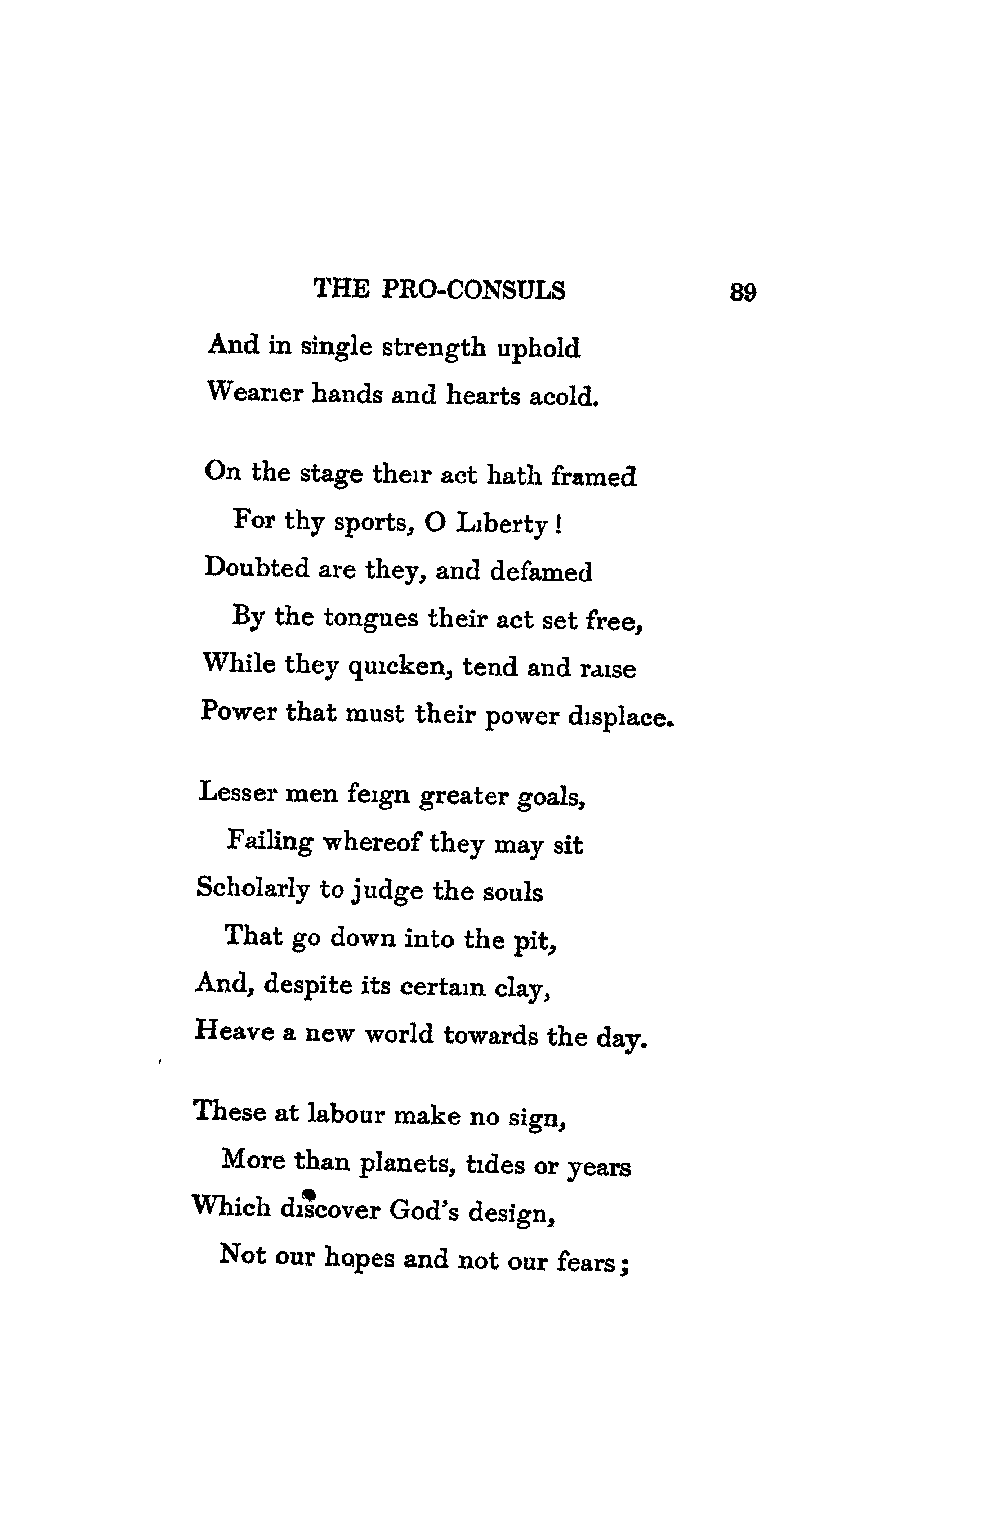 THE PRO-CONSULS 89
And in single strength uphold
Wearier hands and hearts acold.
On the stage their act hath framed
For thy sports, O Liberty!
Doubted are they, and defamed
By the tongues their act set free,
While they quicken, tend and raise
Power that must their power displace.
Lesser men feign greater goals,
Failing whereof they may sit
Scholarly to judge the souls
That go down into the pit,
And, despite its certain clay,
Heave a new world towards the day.
These at labour make no sign,
More than planets, tides or years
Which discover God's design,
Not our hopes and not our fears;